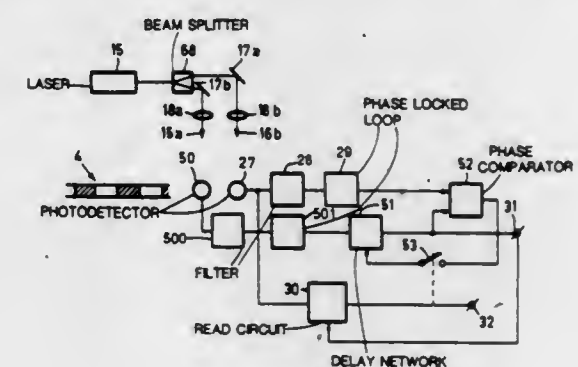 BEAM SPLITTER
15
68
17a
17b
LASER
18a
18b
15a
16b
PHASE LOCKED
LOOP
PHASE
COMPARATOR
4
50
27
28
29
52
31
PHOTODETECTOR
500
501
51
53
FILTER
30
32
READ CIRCUIT
DELAY NETWORK